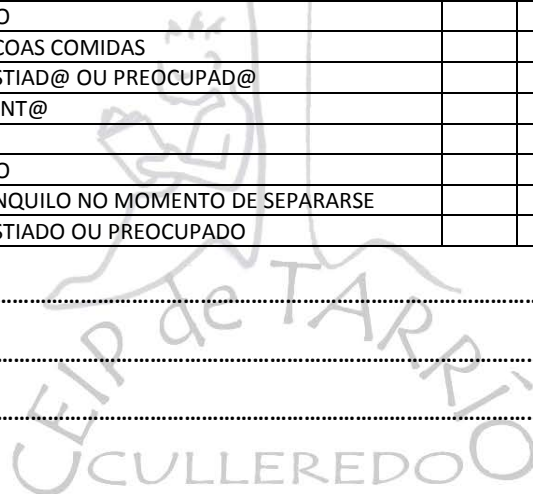 O
COAS COMIDAS
STIAD@ OU PREOCUPAD@
NT@
O
NQUILO NO MOMENTO DE SEPARARSE
STIADO OU PREOCUPADO
CEIP de TARRÍO
CULLEREDO